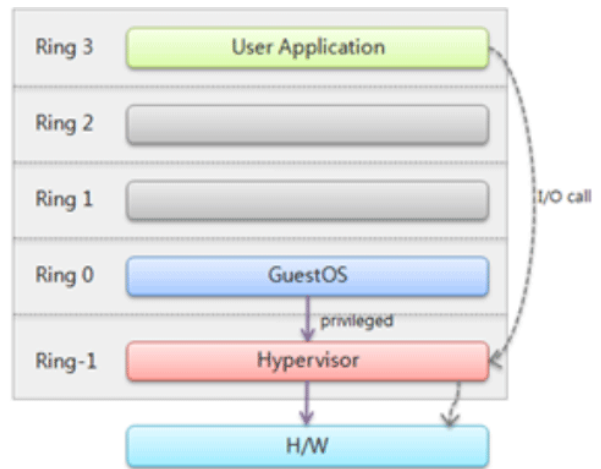 Ring 3 User Application
Ring 2
Ring 1
I/O call
Ring 0 GuestOS
privileged
Ring-1 Hypervisor
H/W